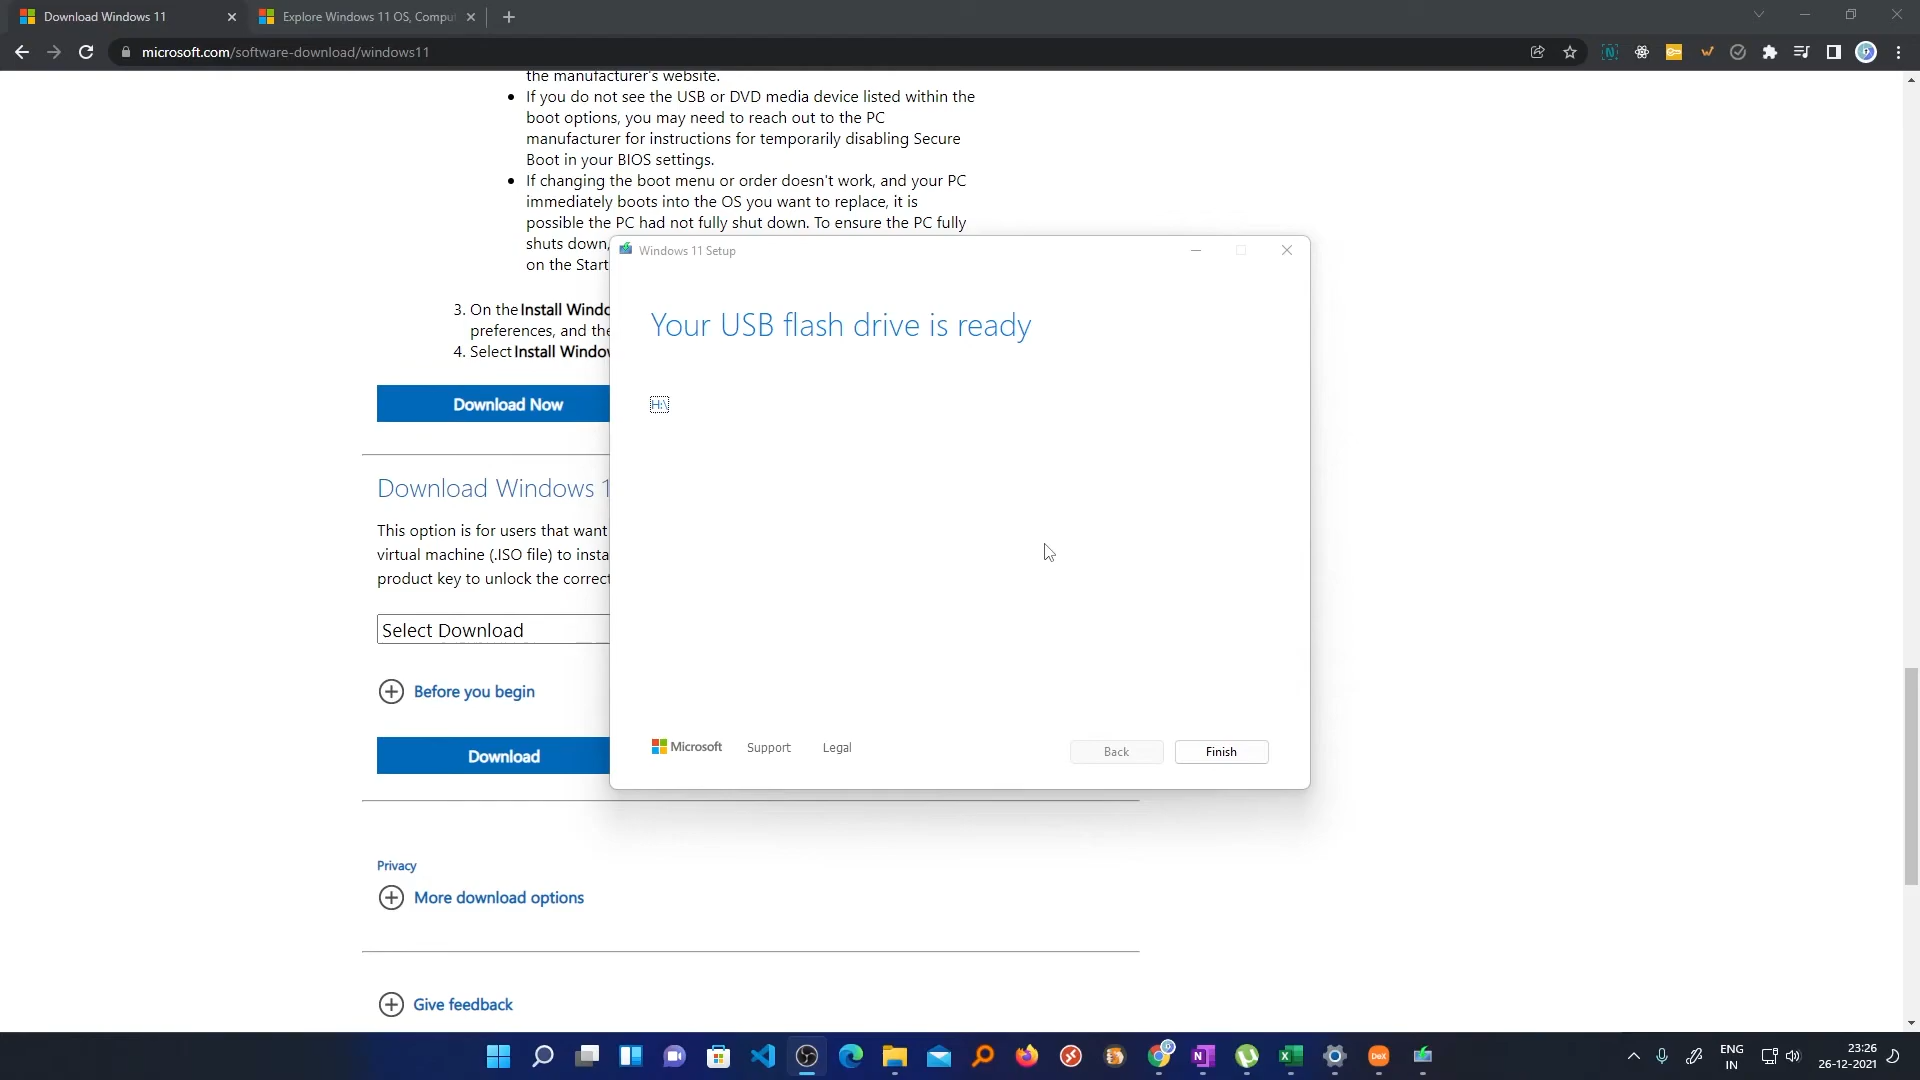 Download Windows 11
Explore Windows 11 OS, Comput
microsoft.com/software-download/windows11
the manufacturer's website.
• If you do not see the USB or DVD media device listed within the
boot options, you may need to reach out to the PC
manufacturer for instructions for temporarily disabling Secure
Boot in your BIOS settings.
• If changing the boot menu or order doesn't work, and your PC
immediately boots into the OS you want to replace, it is
possible the PC had not fully shut down. To ensure the PC fully
shuts down,
on the Start
3. On the Install Windo
preferences, and the
4. Select Install Window
Download Now
Download Windows 1
This option is for users that want
virtual machine (.ISO file) to insta
product key to unlock the correct
Select Download
Before you begin
Download
Privacy
More download options
Give feedback
Windows 11 Setup
Your USB flash drive is ready
H:\
Microsoft
Support
Legal
Back
Finish
DeX
ENG
IN
23:26
26-12-2021